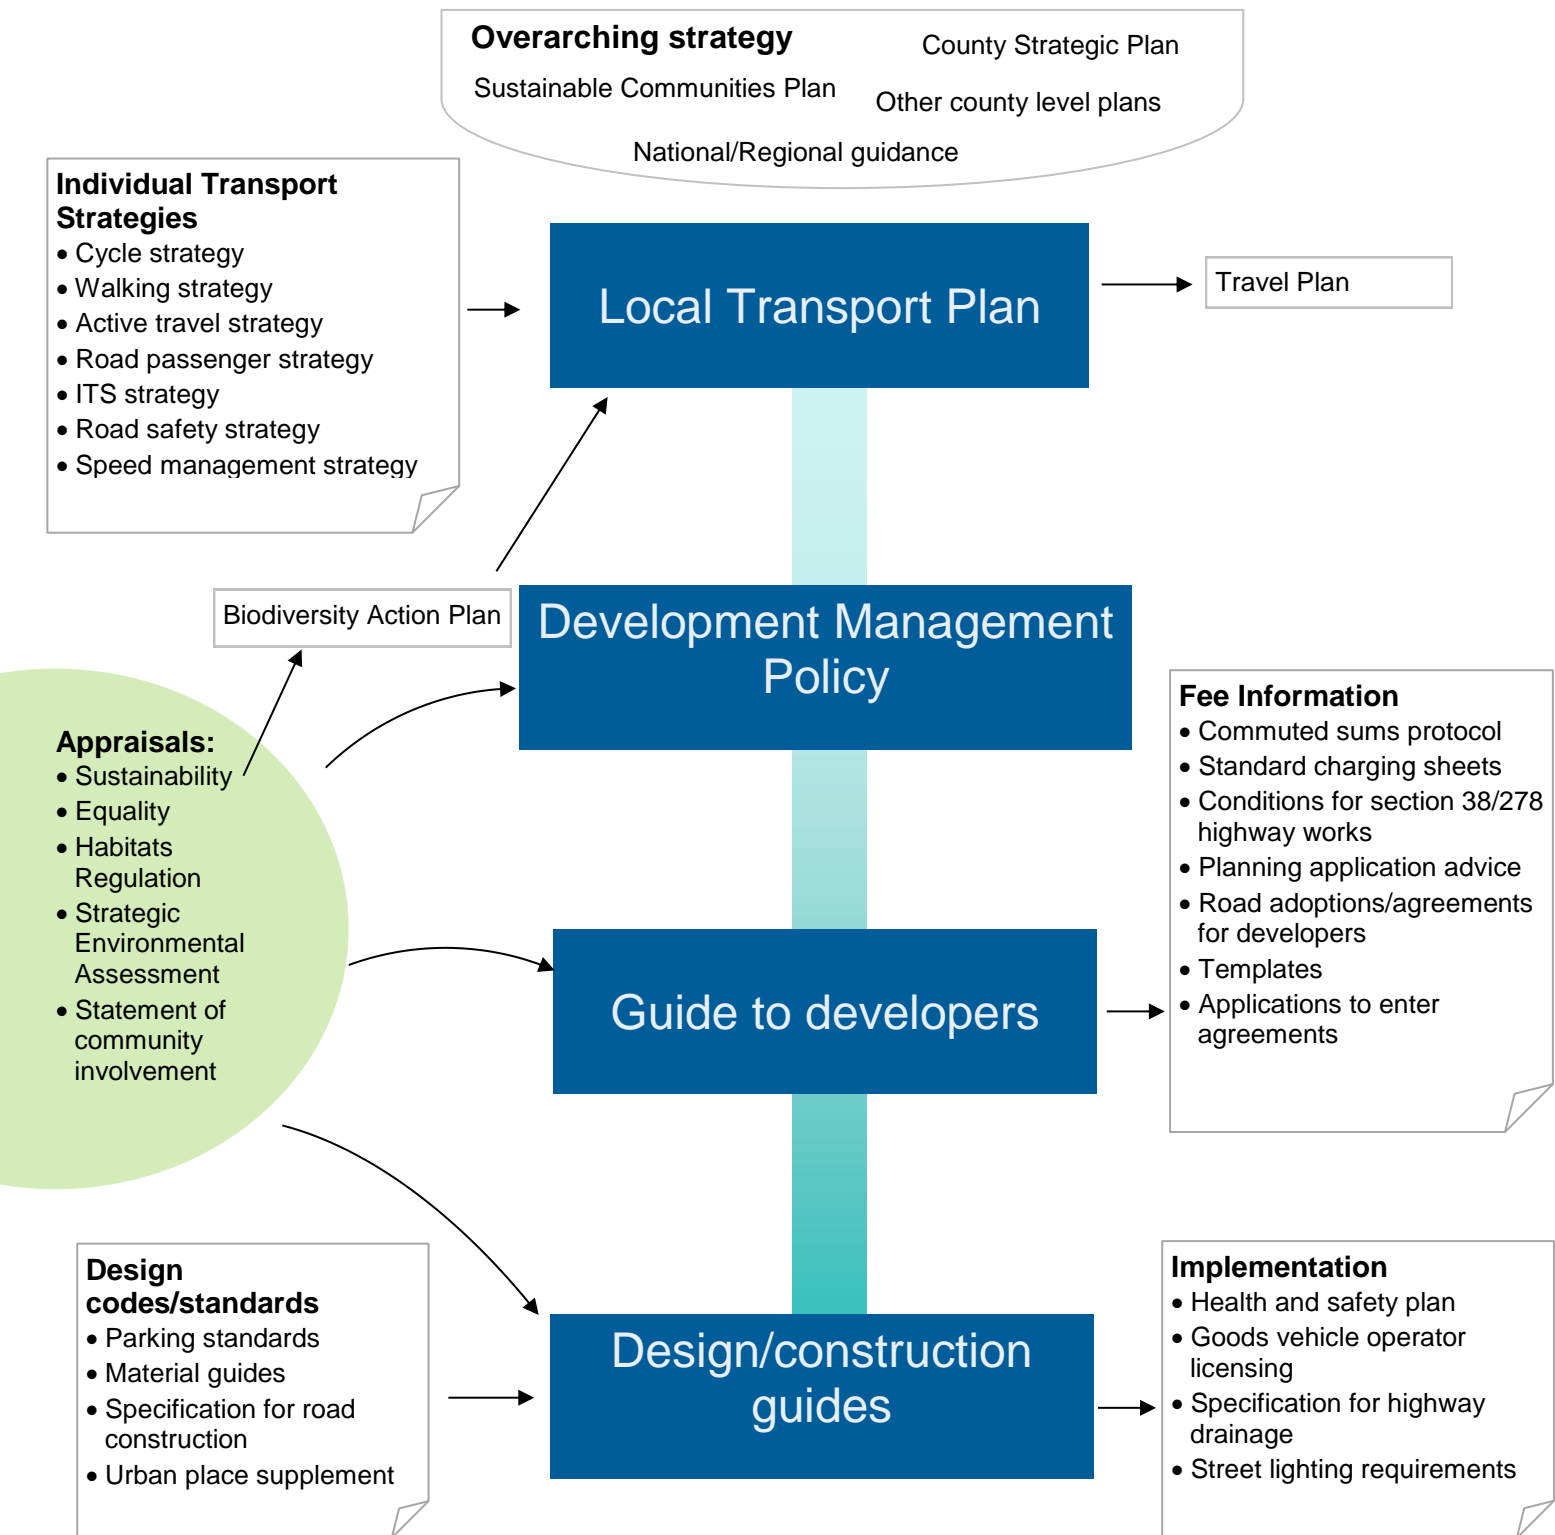 Overarching strategy
County Strategic Plan
Sustainable Communities Plan
Other county level plans
National/Regional guidance
Individual Transport
Strategies
• Cycle strategy
• Walking strategy
• Active travel strategy
• Road passenger strategy
• ITS strategy
• Road safety strategy
• Speed management strategy
Local Transport Plan
Travel Plan
Biodiversity Action Plan
Development Management
Policy
Appraisals:
• Sustainability
• Equality
• Habitats
Regulation
• Strategic
Environmental
Assessment
• Statement of
community
involvement
Fee Information
• Commuted sums protocol
• Standard charging sheets
• Conditions for section 38/278
highway works
• Planning application advice
• Road adoptions/agreements
for developers
• Templates
• Applications to enter
agreements
Guide to developers
Design
codes/standards
• Parking standards
• Material guides
• Specification for road
construction
• Urban place supplement
Design/construction
guides
Implementation
• Health and safety plan
• Goods vehicle operator
licensing
• Specification for highway
drainage
• Street lighting requirements